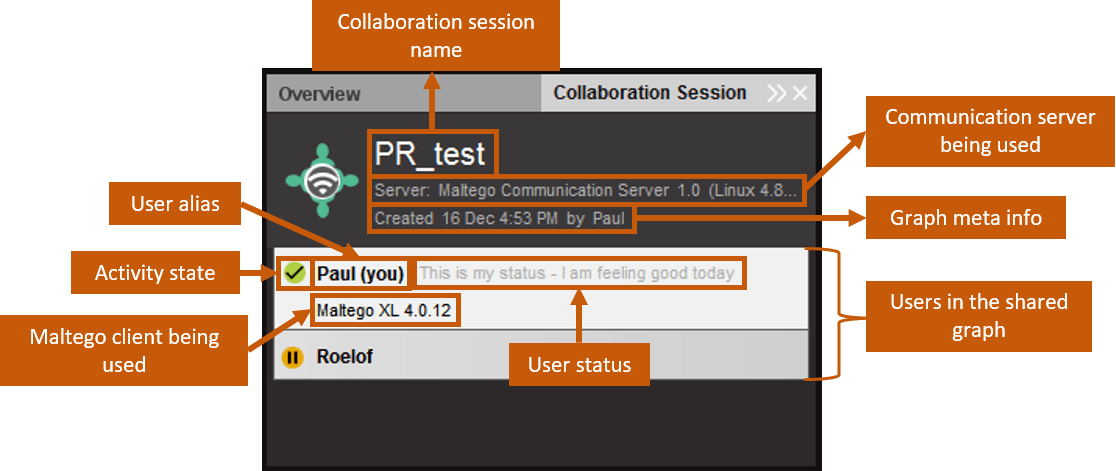 Collaboration session
name
Overview
Collaboration Session
Communication server
being used
PR_test
Server: Maltego Communication Server 1.0 (Linux 4.8...
User alias
Created 16 Dec 4:53 PM by Paul
Graph meta info
Activity state
Paul (you)
This is my status - I am feeling good today
Users in the shared
graph
Maltego XL 4.0.12
Maltego client being
used
Roelof
User status